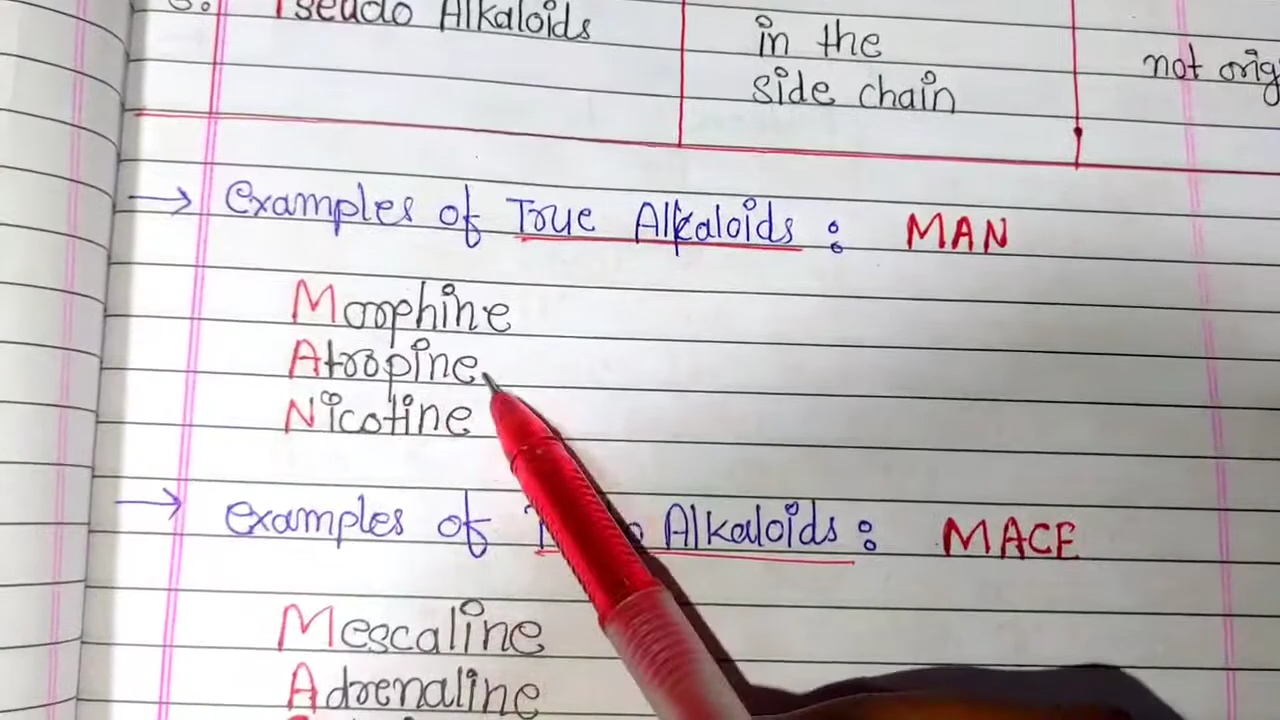 Pseudo Alkaloids
in the
side chain
not orig
→ Examples of True Alkaloids : MAN
Morphine
Atropine
Nicotine
→ Examples of Alkaloids : MACE
Mescaline
Adrenaline